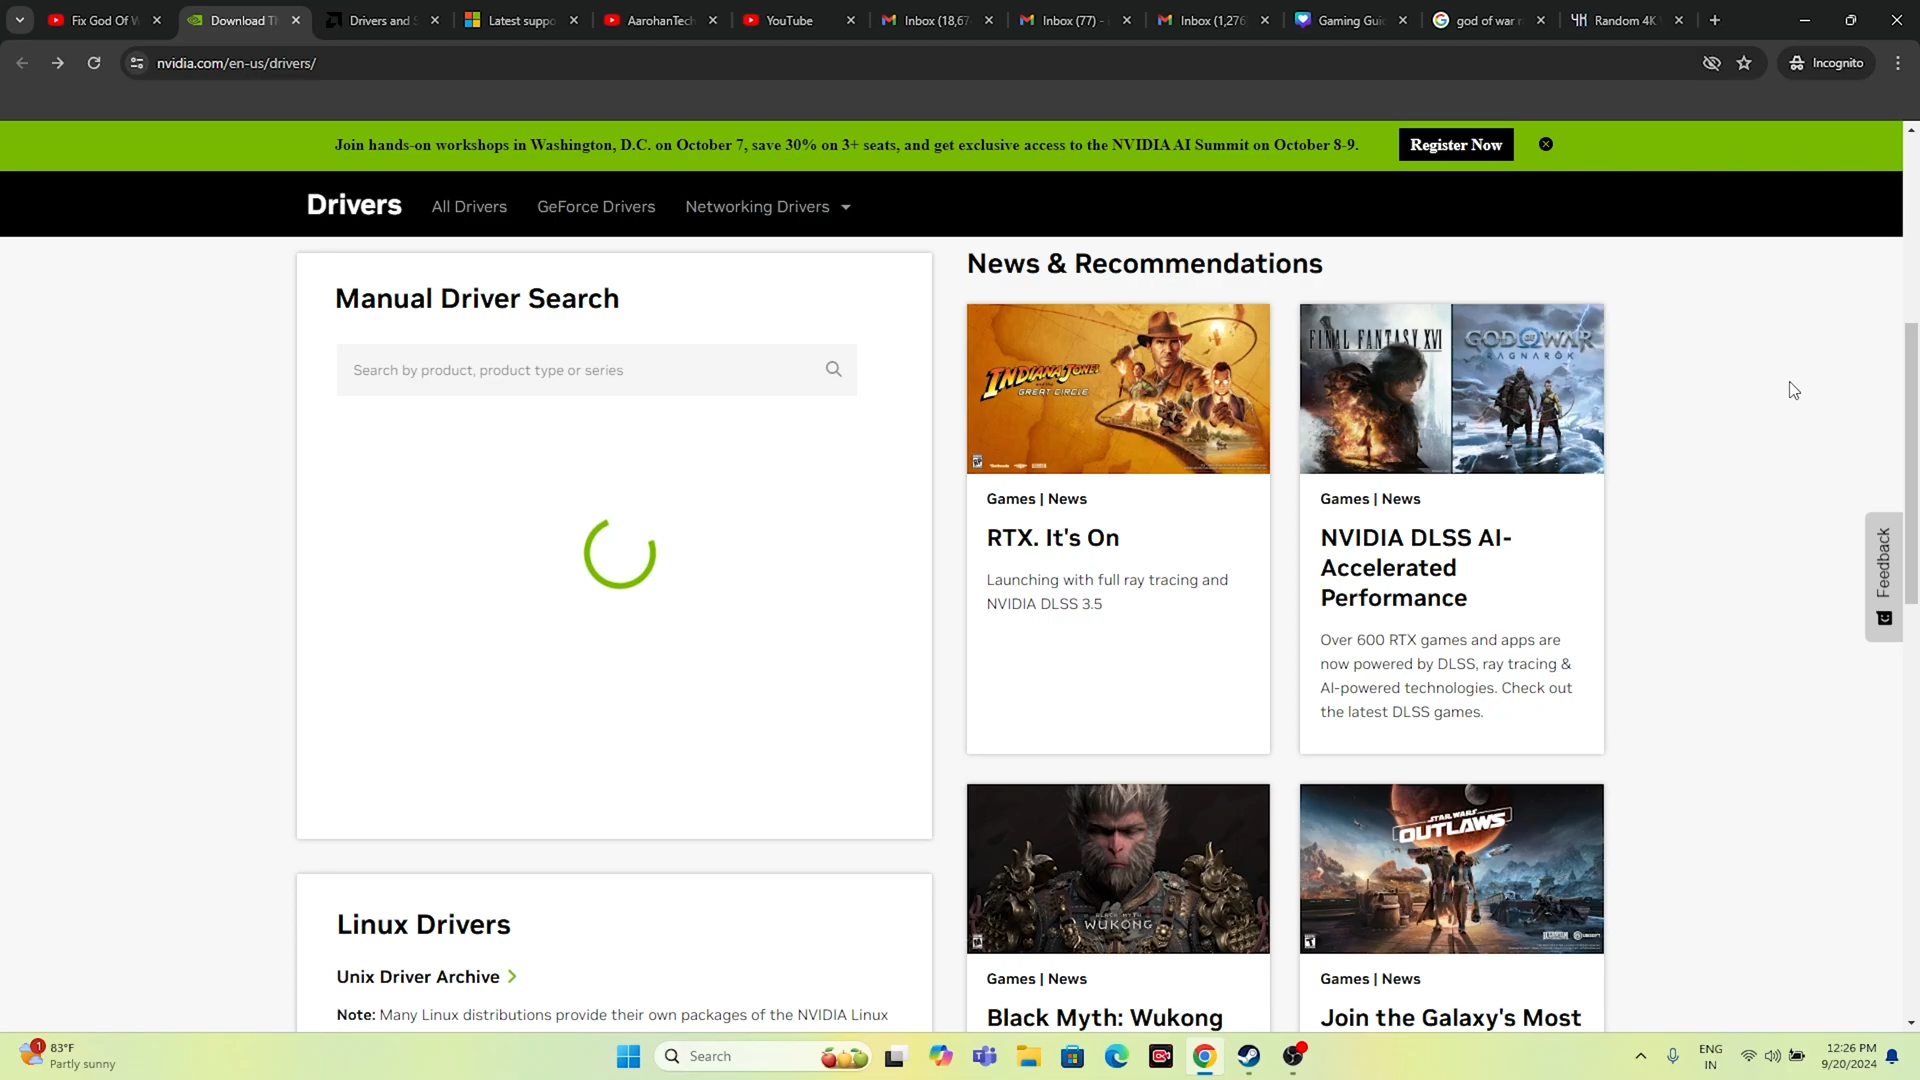 Fix God Of W
Download Th
Drivers and S
Latest suppo
AarohanTech
YouTube
Inbox (18,67
Inbox (77) - i
Inbox (1,276
Gaming Guid
god of war r
Random 4K
nvidia.com/en-us/drivers/
Incognito
Join hands-on workshops in Washington, D.C. on October 7, save 30% on 3+ seats, and get exclusive access to the NVIDIA AI Summit on October 8-9.
Register Now
Drivers
All Drivers
GeForce Drivers
Networking Drivers
Manual Driver Search
Search by product, product type or series
News & Recommendations
INDIANA JONES
GREAT CIRCLE
FINAL FANTASY XVI
GOD OF WAR
RAGNARÖK
Games | News
RTX. It's On
Launching with full ray tracing and
NVIDIA DLSS 3.5
Games | News
NVIDIA DLSS AI-
Accelerated
Performance
Over 600 RTX games and apps are
now powered by DLSS, ray tracing &
AI-powered technologies. Check out
the latest DLSS games.
Feedback
Linux Drivers
Unix Driver Archive
Note: Many Linux distributions provide their own packages of the NVIDIA Linux
BLACK MYTH
WUKONG
STAR WARS
OUTLAWS
Games | News
Black Myth: Wukong
Games | News
Join the Galaxy's Most
1
83°F
Partly sunny
Search
ENG
IN
12:26 PM
9/20/2024